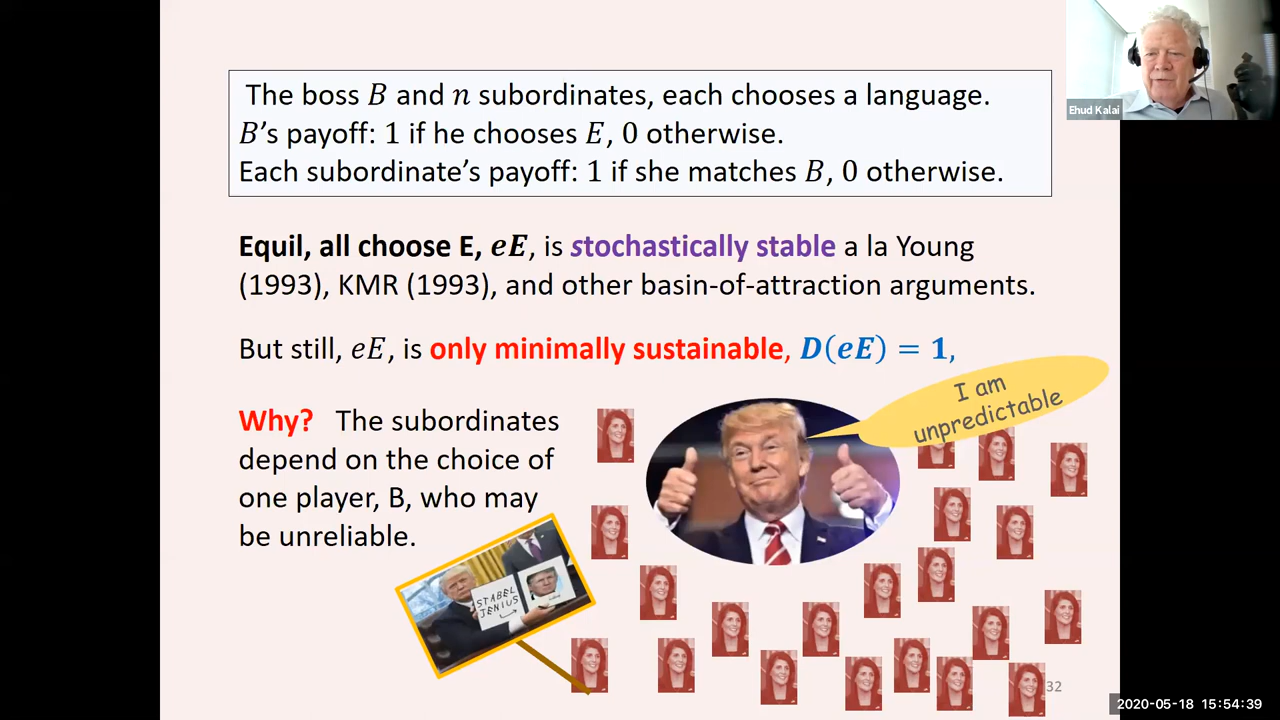 The boss B and n subordinates, each chooses a language.
B's payoff: 1 if he chooses E, 0 otherwise.
Each subordinate's payoff: 1 if she matches B, 0 otherwise.
Ehud Kalai
Equil, all choose E, eE, is stochastically stable a la Young
(1993), KMR (1993), and other basin-of-attraction arguments.
But still, eE, is only minimally sustainable, D(eE) = 1,
I am
unpredictable
Why? The subordinates
depend on the choice of
one player, B, who may
be unreliable.
STABEL
JENIUS
32
2020-05-18 15:54:39